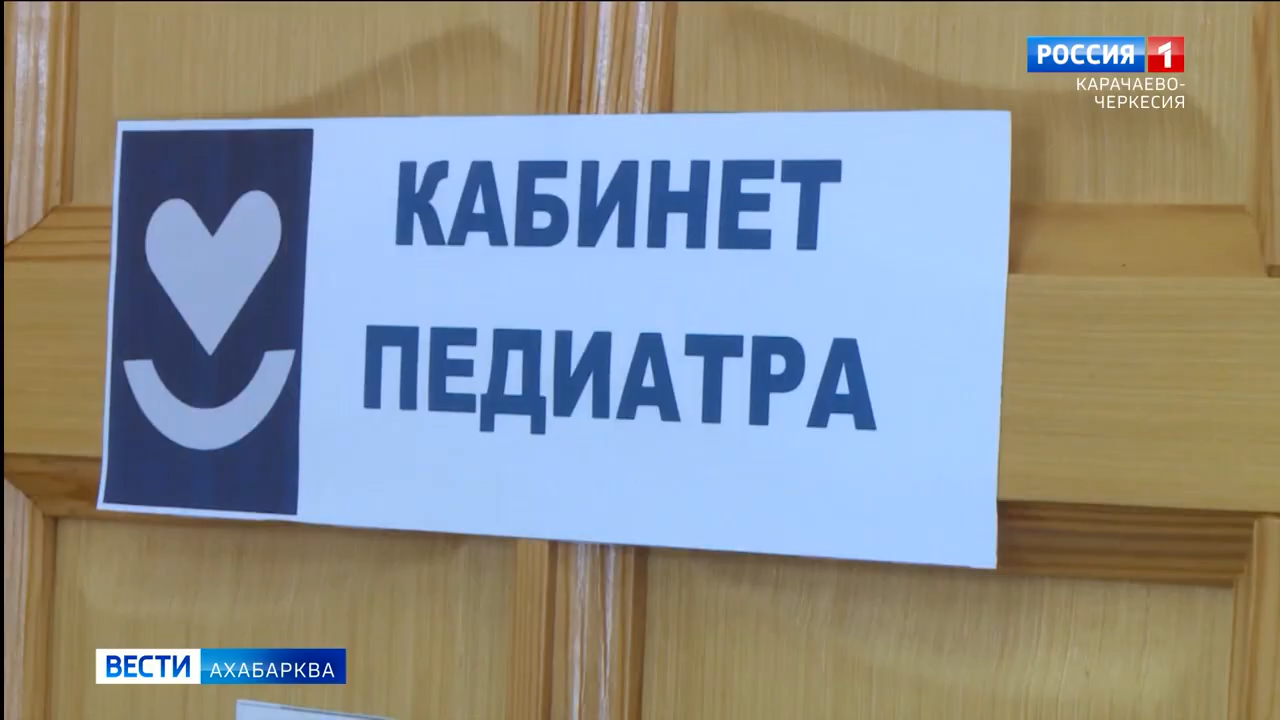 РОССИЯ 1
КАРАЧАЕВО-
ЧЕРКЕСИЯ
КАБИНЕТ
ПЕДИАТРА
ВЕСТИ АХАБАРКВА